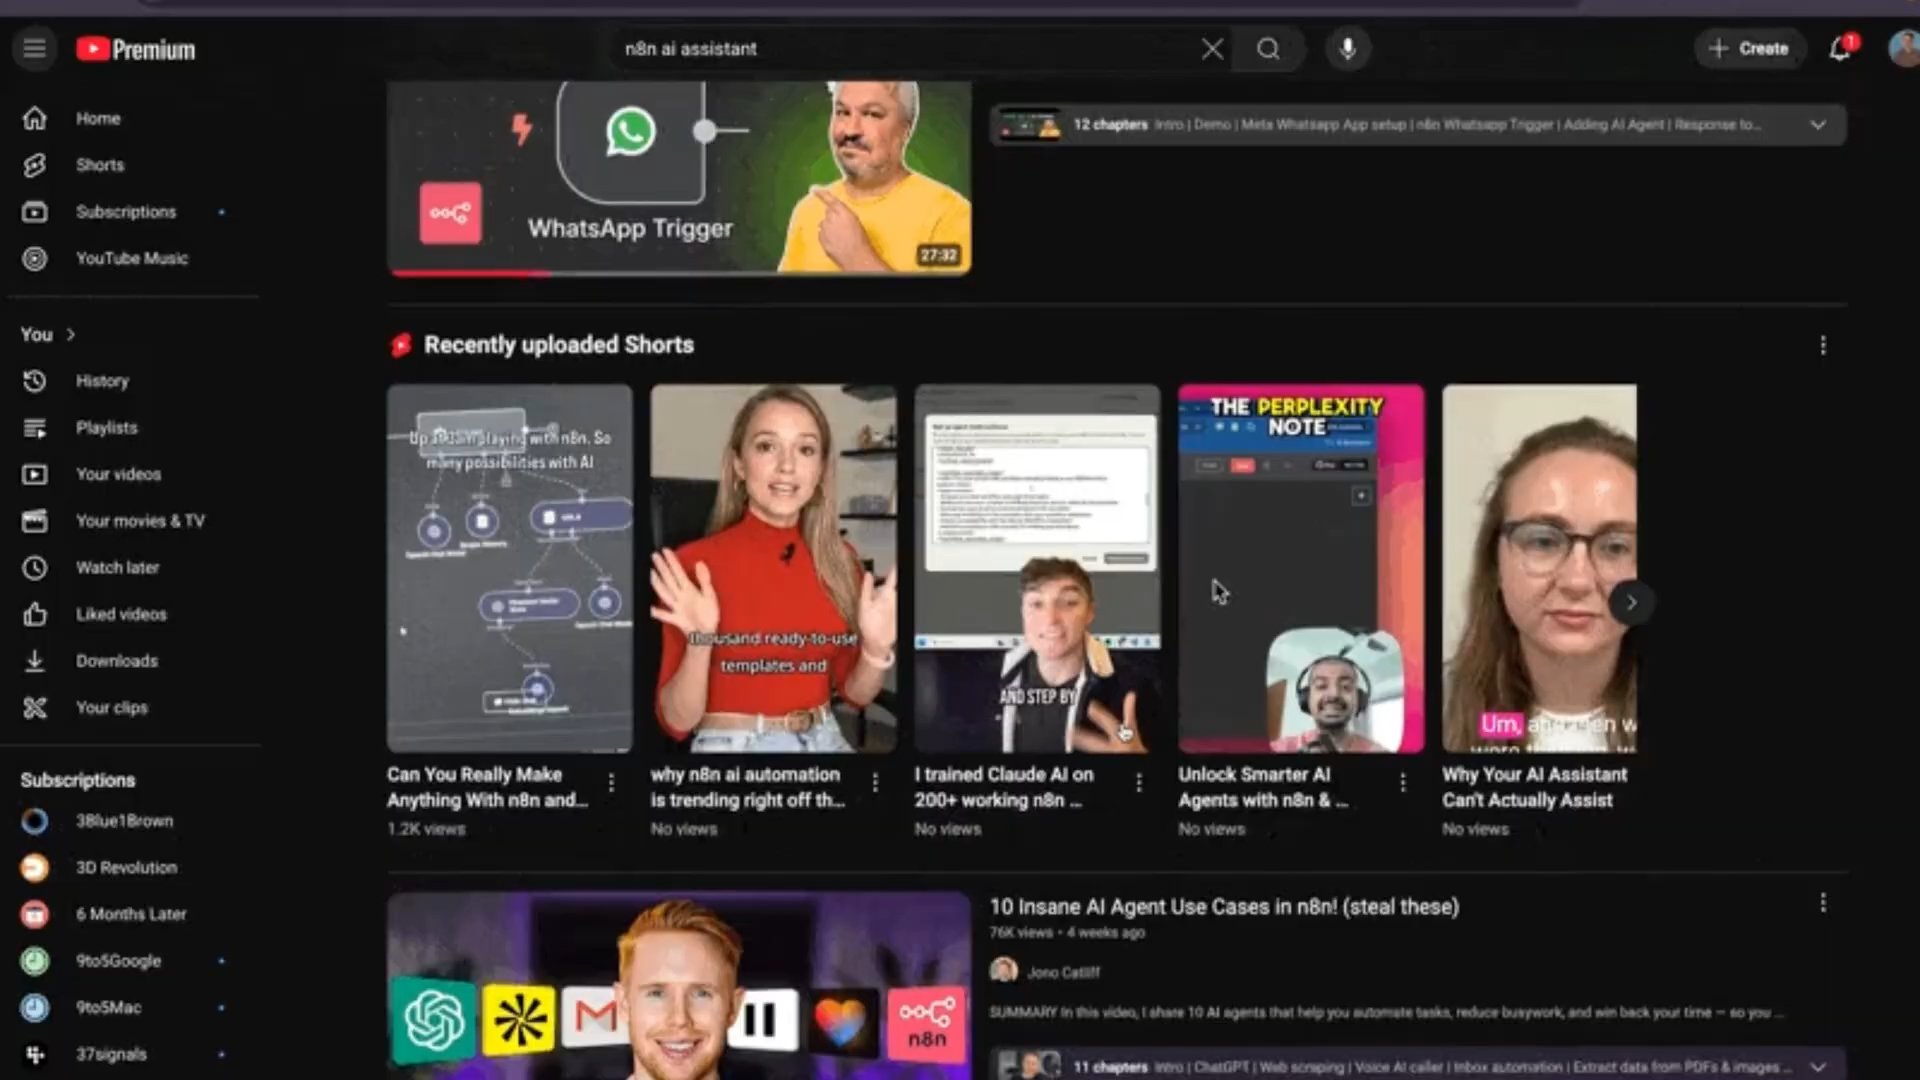 Premium
n8n ai assistant
Create
1
Home
Shorts
Subscriptions
YouTube Music
You
History
Playlists
Your videos
Your movies & TV
Watch later
Liked videos
Downloads
Your clips
Subscriptions
3Blue1Brown
3D Revolution
6 Months Later
9to5Google
9to5Mac
37signals
WhatsApp Trigger
27:32
12 chapters Intro | Demo | Meta Whatsapp App setup | n8n Whatsapp Trigger | Adding AI Agent | Response to...
Recently uploaded Shorts
playing with n8n. So
many possibilities with AI
thousand ready-to-use
templates and
AND STEP BY
THE PERPLEXITY
NOTE
Um,
Can You Really Make
Anything With n8n and...
1.2K views
why n8n ai automation
is trending right off th...
No views
I trained Claude AI on
200+ working n8n ...
No views
Unlock Smarter AI
Agents with n8n & ...
No views
Why Your AI Assistant
Can't Actually Assist
No views
n8n
10 Insane AI Agent Use Cases in n8n! (steal these)
76K views • 4 weeks ago
Jono Catliff
SUMMARY In this video, I share 10 AI agents that help you automate tasks, reduce busywork, and win back your time — so you ...
11 chapters Intro | ChatGPT | Web scraping | Voice AI caller | Inbox automation | Extract data from PDFs & images ...